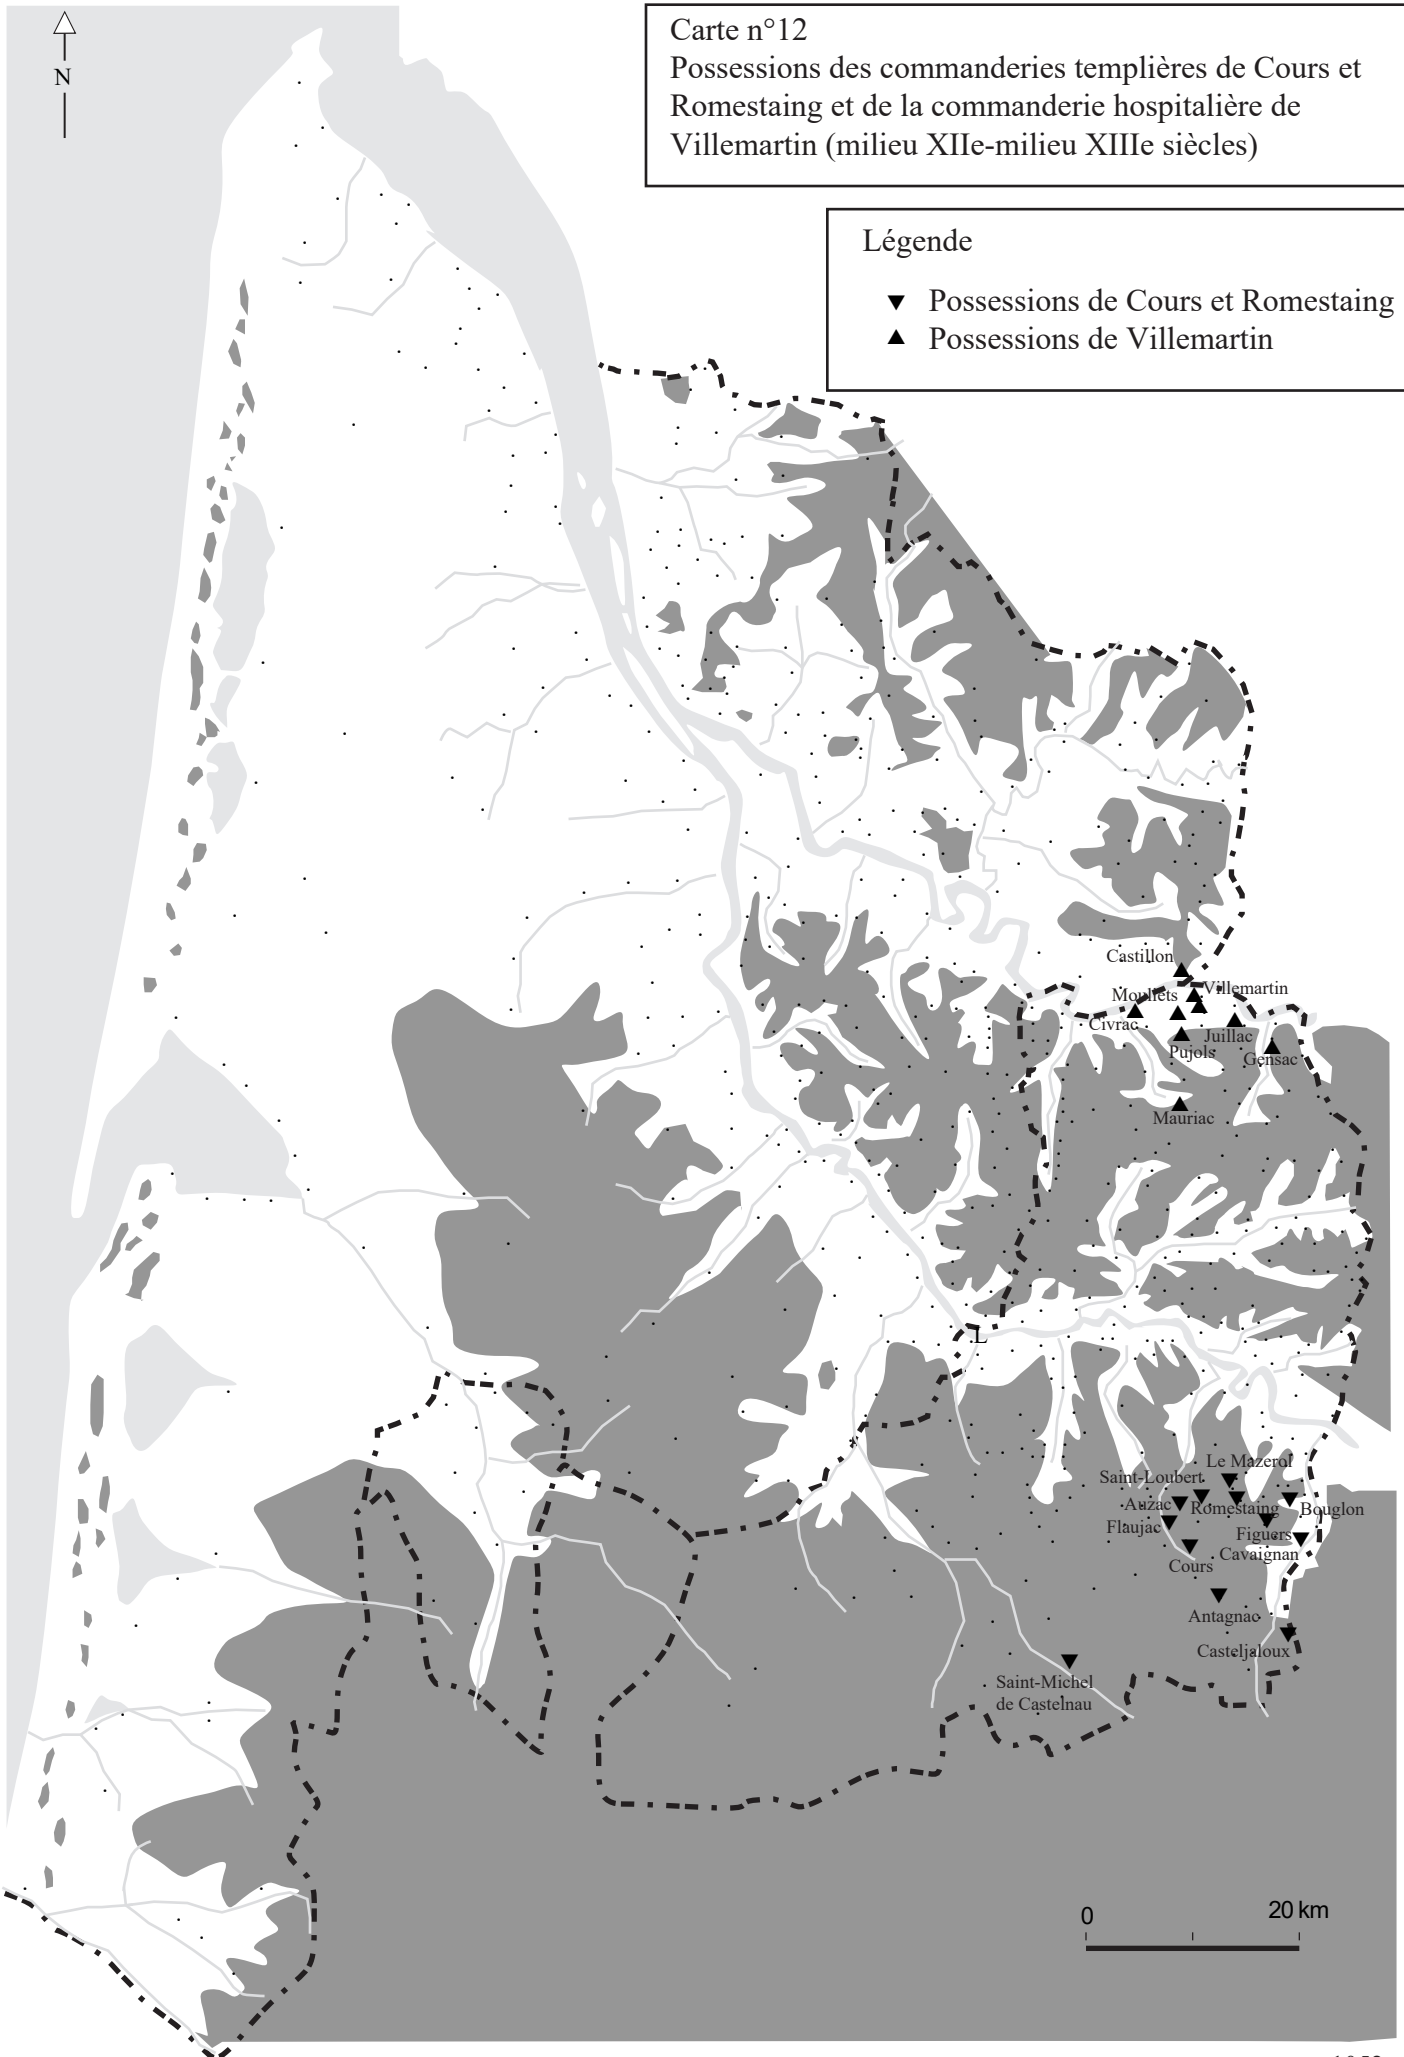 Carte n°12
Possessions des commanderies templières de Cours et
Romestaing et de la commanderie hospitalière de
Villemartin (milieu XIIe-milieu XIIIe siècles)
N
Légende
Possessions de Cours et Romestaing
Possessions de Villemartin
Castillon
Mouliets
Villemartin
Civrac
Juillac
Pujols
Gensac
Mauriac
L
Le Mazerol
Saint-Loubert
Auzac
Romestaing
Bouglon
Flaujac
Figuers
Cavaignan
Cours
Antagnac
Casteljaloux
Saint-Michel
de Castelnau
0
20 km